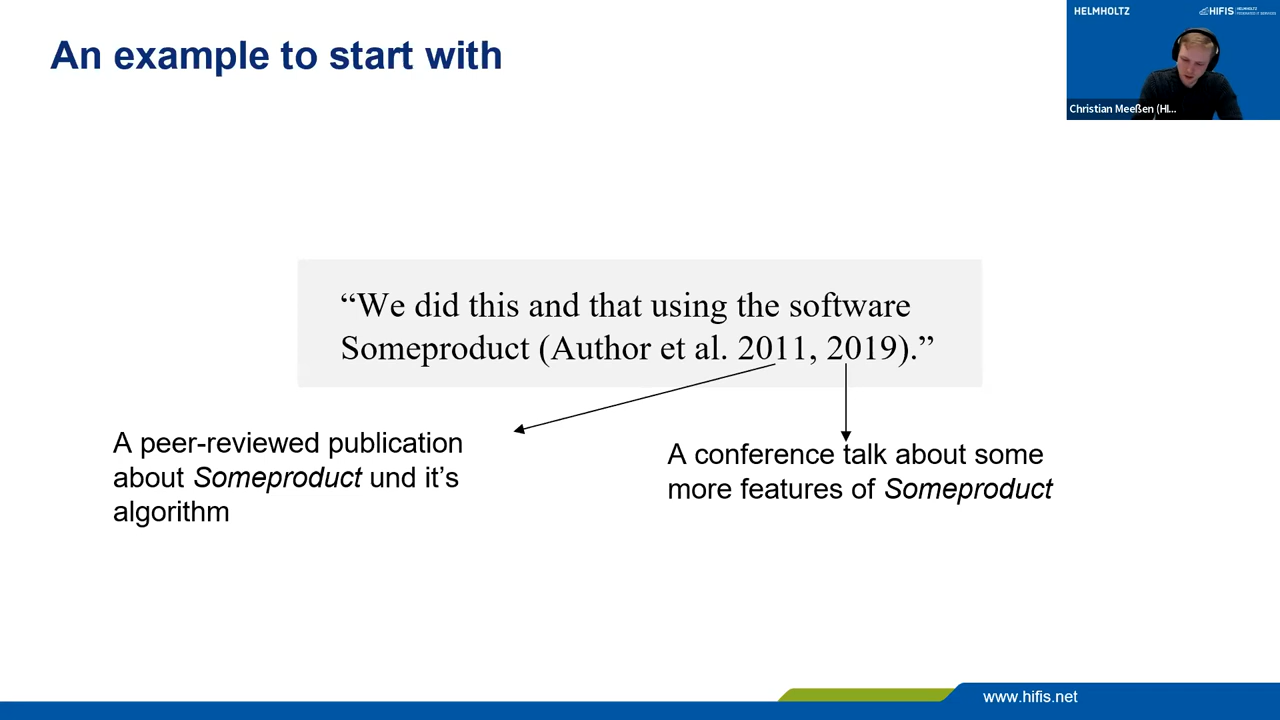 An example to start with
HELMHOLTZ
HIFIS
HELMHOLTZ
Christian Meeßen (HI...
“We did this and that using the software
Someproduct (Author et al. 2011, 2019).”
A peer-reviewed publication
about Someproduct und it’s
algorithm
A conference talk about some
more features of Someproduct
www.hifis.net